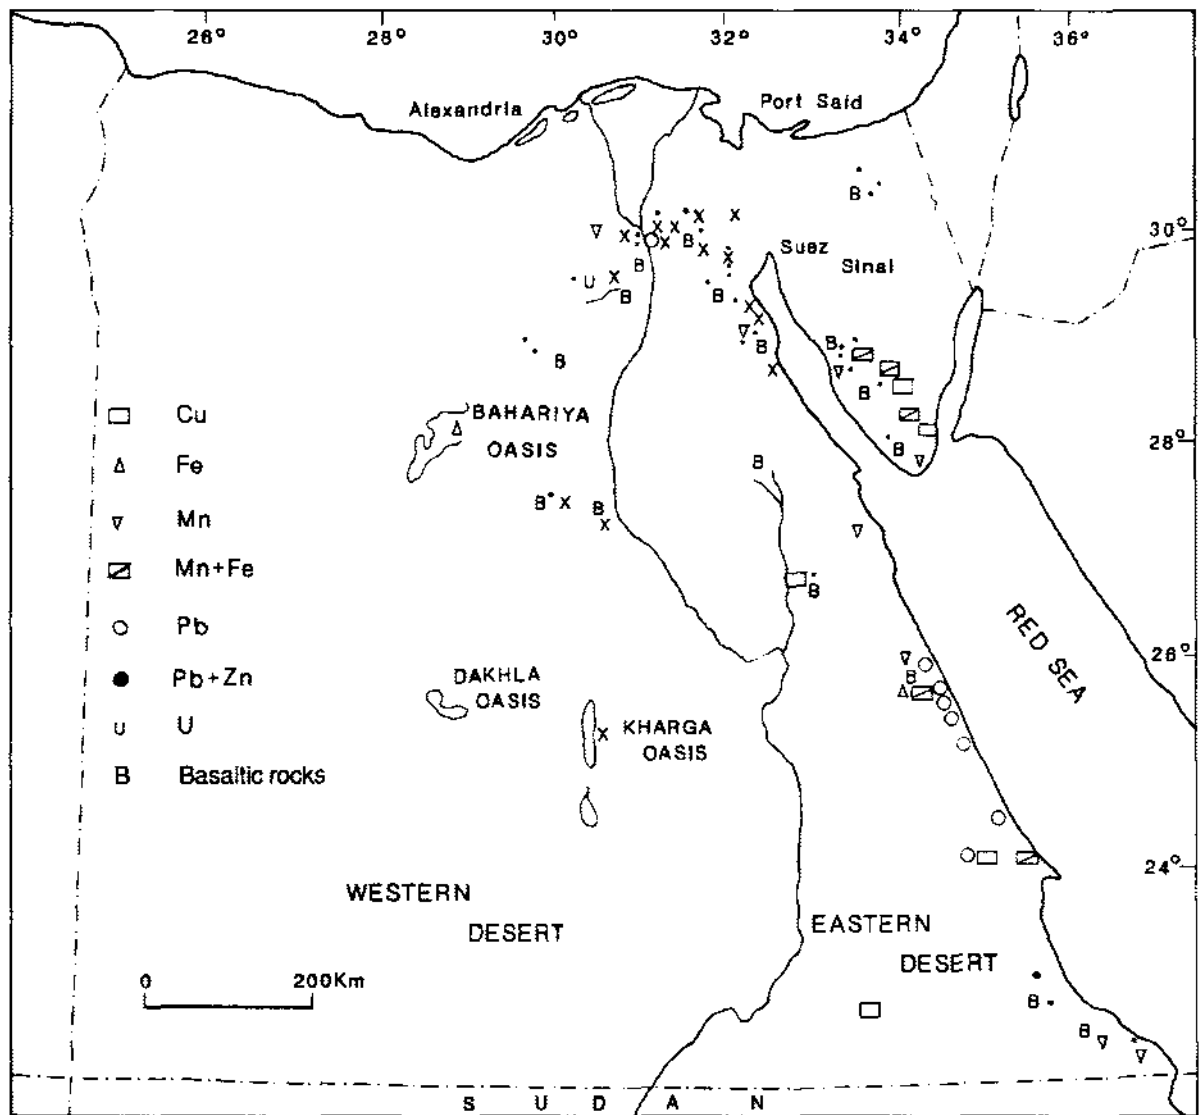 26° 28° 30° 32° 34° 36°
Alexandria
Port Said
B
30°
B
Suez
Sinai
B
U
B
B
B
B
B
B
BAHARIYA
OASIS
28°
B
B
B
B
B
Cu
Fe
Mn
Mn+Fe
Pb
Pb+Zn
U
B Basaltic rocks
RED SEA
26°
B
DAKHLA
OASIS
X KHARGA
OASIS
24°
WESTERN
DESERT
EASTERN
DESERT
0 200Km
B
B
S U D A N